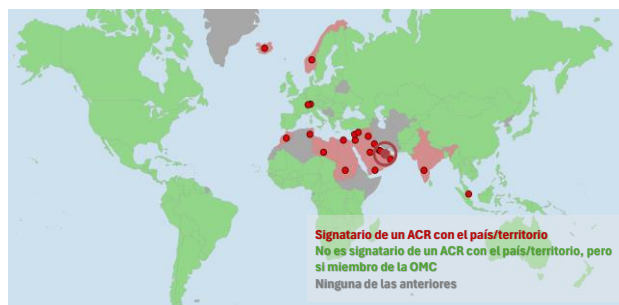 Signatario de un ACR con el país/territorio
No es signatario de un ACR con el país/territorio, pero
si miembro de la OMC
Ninguna de las anteriores